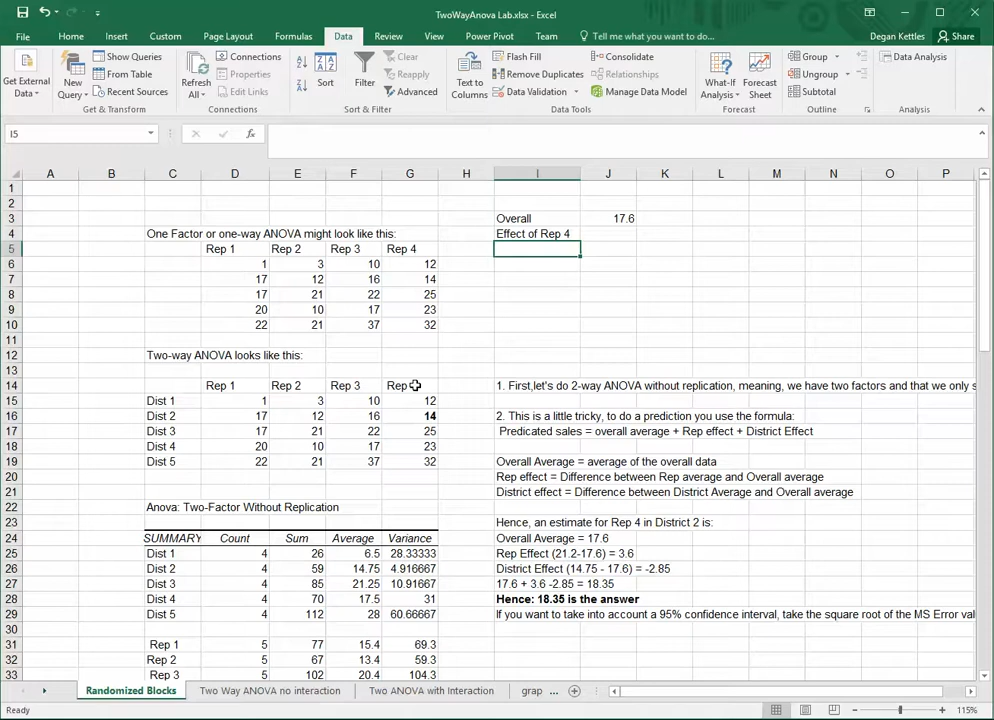 TwoWayAnova Lab.xlsx - Excel
File Home Insert Custom Page Layout Formulas Data Review View Power Pivot Team Tell me what you want to do... Degan Kettles Share
Get External Data
New Query
Show Queries
From Table
Recent Sources
Get & Transform
Refresh All
Connections
Properties
Edit Links
Connections
Sort
Filter
Clear
Reapply
Advanced
Sort & Filter
Text to Columns
Flash Fill
Remove Duplicates
Data Validation
Consolidate
Relationships
Manage Data Model
Data Tools
What-If Analysis
Forecast Sheet
Forecast
Group
Ungroup
Subtotal
Outline
Data Analysis
Analysis
I5 fx
A B C D E F G H I J K L M N O P
1
2
3 Overall 17.6
4 One Factor or one-way ANOVA might look like this: Effect of Rep 4
5 Rep 1 Rep 2 Rep 3 Rep 4
6 1 3 10 12
7 17 12 16 14
8 17 21 22 25
9 20 10 17 23
10 22 21 37 32
11
12 Two-way ANOVA looks like this:
13
14 Rep 1 Rep 2 Rep 3 Rep 1. First,let's do 2-way ANOVA without replication, meaning, we have two factors and that we only s
15 Dist 1 1 3 10 12
16 Dist 2 17 12 16 14 2. This is a little tricky, to do a prediction you use the formula:
17 Dist 3 17 21 22 25 Predicated sales = overall average + Rep effect + District Effect
18 Dist 4 20 10 17 23
19 Dist 5 22 21 37 32 Overall Average = average of the overall data
20 Rep effect = Difference between Rep average and Overall average
21 District effect = Difference between District Average and Overall average
22 Anova: Two-Factor Without Replication
23 Hence, an estimate for Rep 4 in District 2 is:
24 SUMMARY Count Sum Average Variance Overall Average = 17.6
25 Dist 1 4 26 6.5 28.33333 Rep Effect (21.2-17.6) = 3.6
26 Dist 2 4 59 14.75 4.916667 District Effect (14.75 - 17.6) = -2.85
27 Dist 3 4 85 21.25 10.91667 17.6 + 3.6 -2.85 = 18.35
28 Dist 4 4 70 17.5 31 Hence: 18.35 is the answer
29 Dist 5 4 112 28 60.66667 If you want to take into account a 95% confidence interval, take the square root of the MS Error val
30
31 Rep 1 5 77 15.4 69.3
32 Rep 2 5 67 13.4 59.3
33 Rep 3 5 102 20.4 104.3
Randomized Blocks Two Way ANOVA no interaction Two ANOVA with Interaction grap ...
Ready 115%